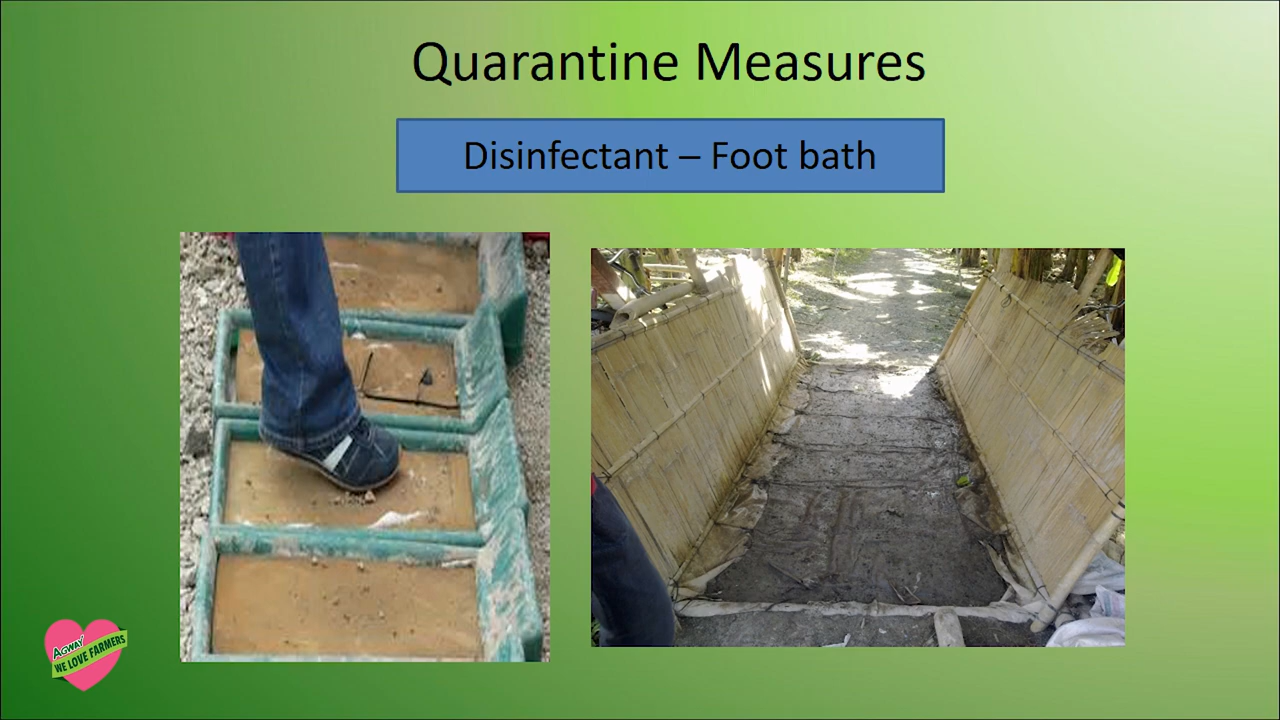 Quarantine Measures
Disinfectant – Foot bath
AGWAY
WE LOVE FARMERS